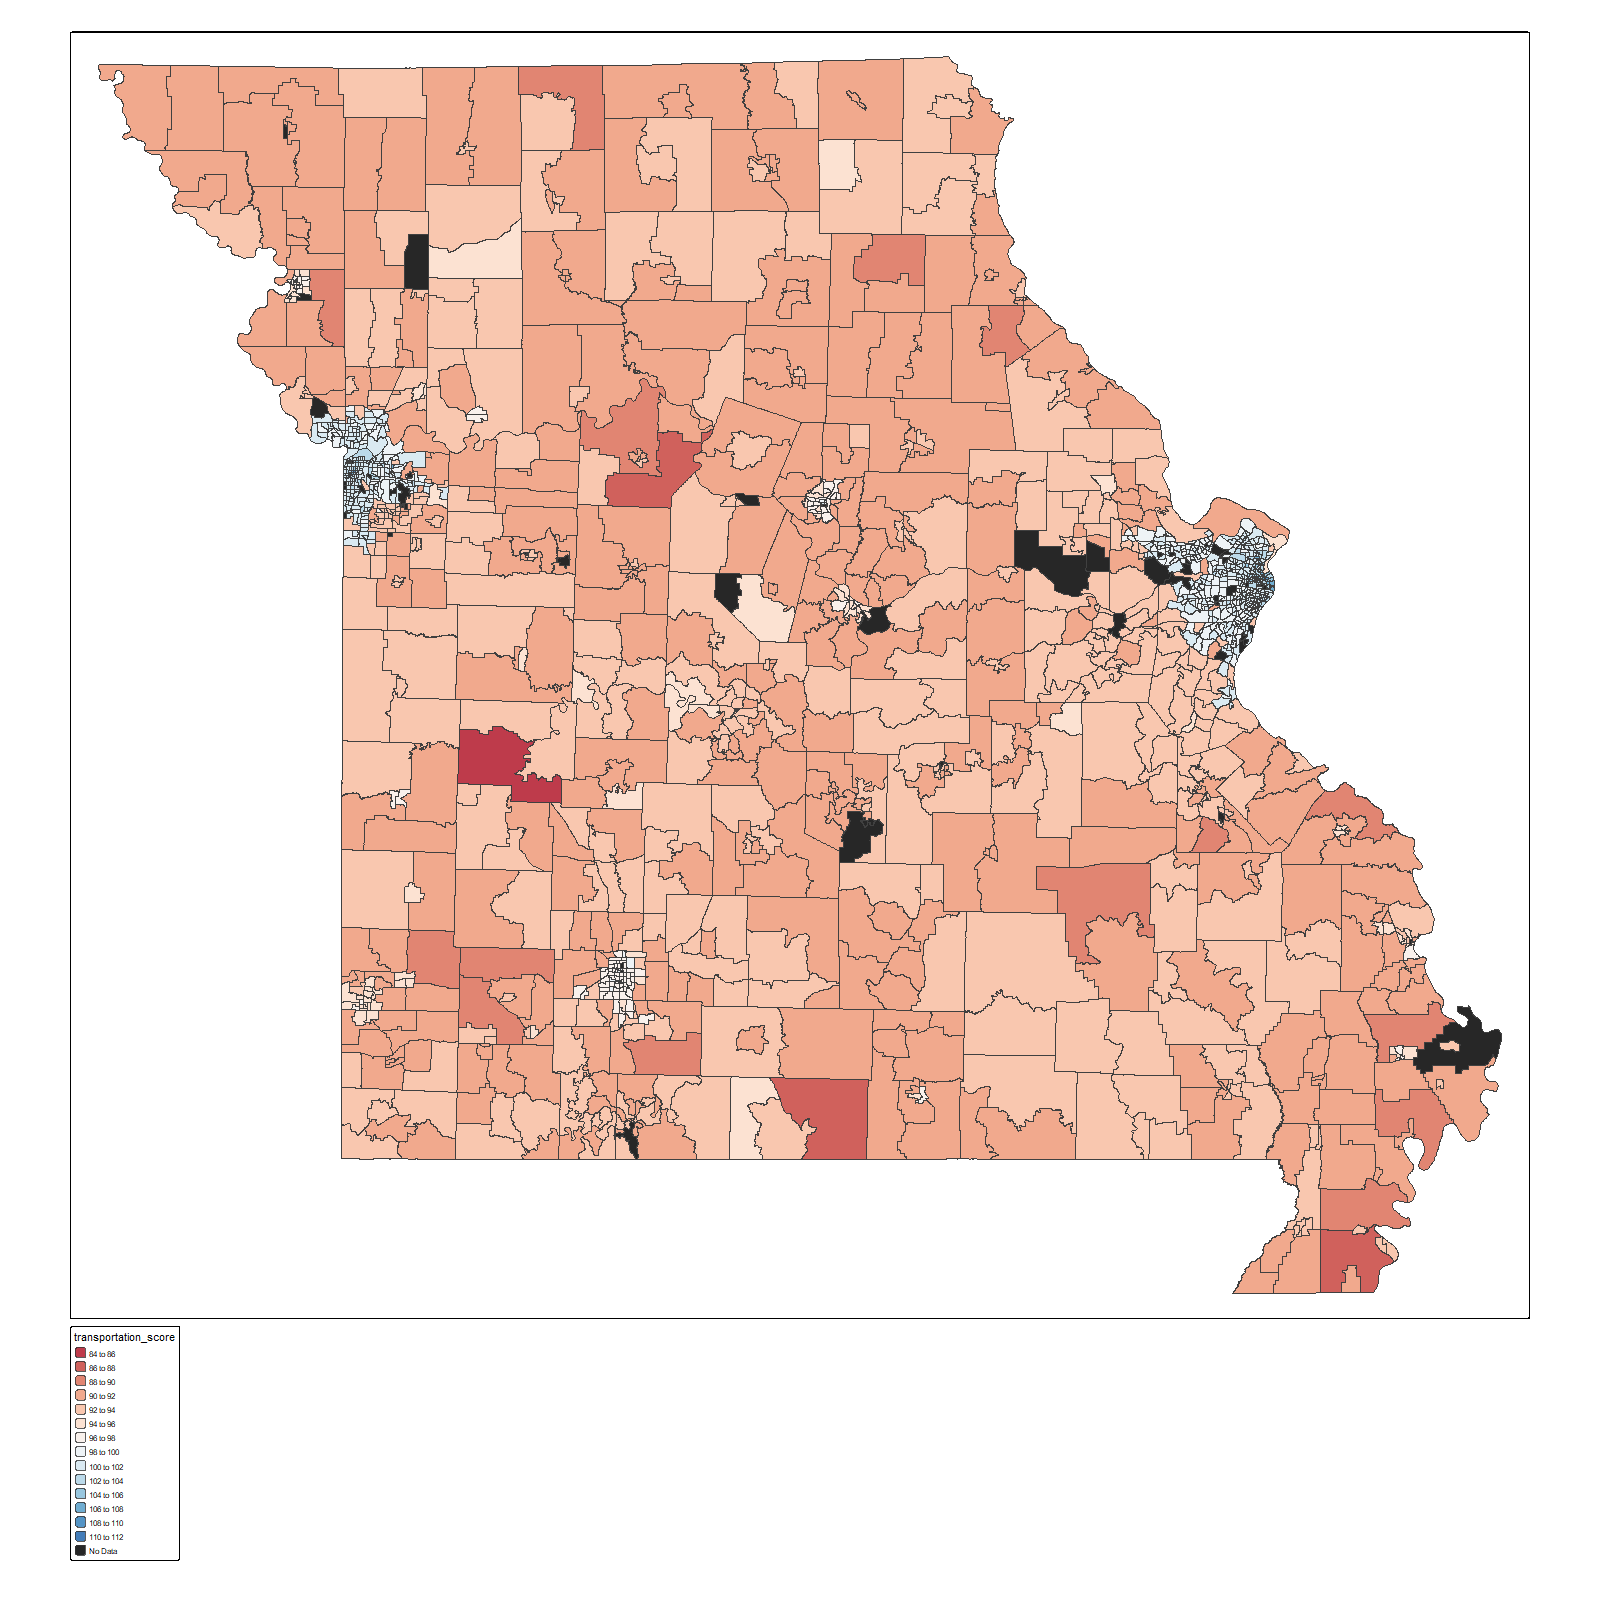 transportation_score
84 to 86
86 to 88
88 to 90
90 to 92
92 to 94
94 to 96
96 to 98
98 to 100
100 to 102
102 to 104
104 to 106
106 to 108
108 to 110
110 to 112
No Data